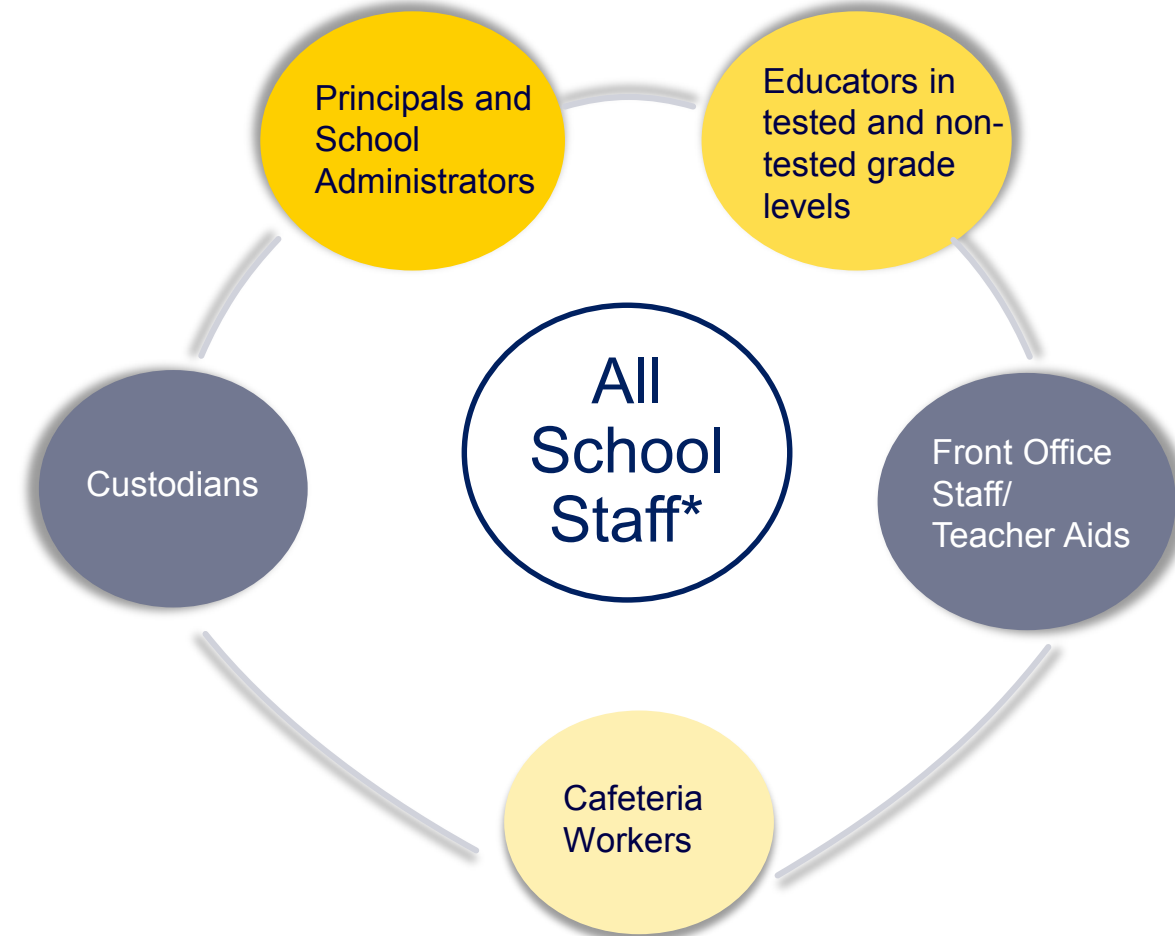 Principals and
School
Administrators
Educators in
tested and non-
tested grade
levels
All
School
Staff*
Custodians
Front Office
Staff/
Teacher Aids
Cafeteria
Workers